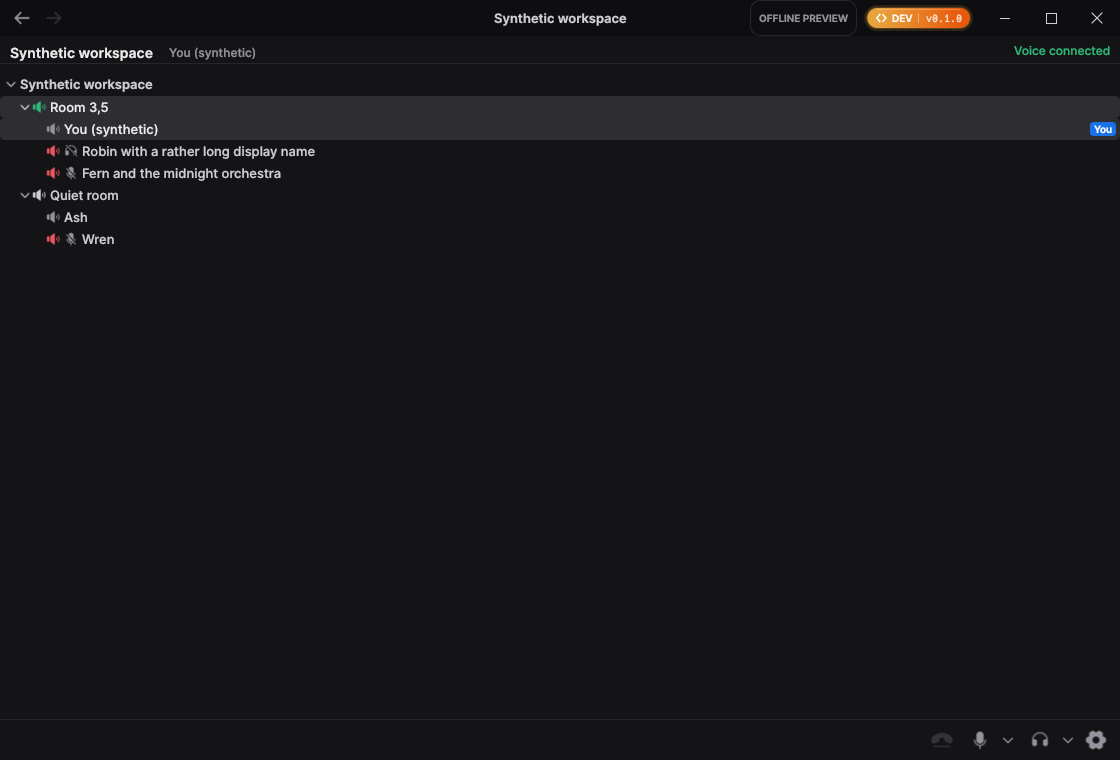 Synthetic workspace
OFFLINE PREVIEW
DEV v0.1.0
Synthetic workspace You (synthetic)
Voice connected
Synthetic workspace
Room 3,5
You (synthetic)
You
Robin with a rather long display name
Fern and the midnight orchestra
Quiet room
Ash
Wren